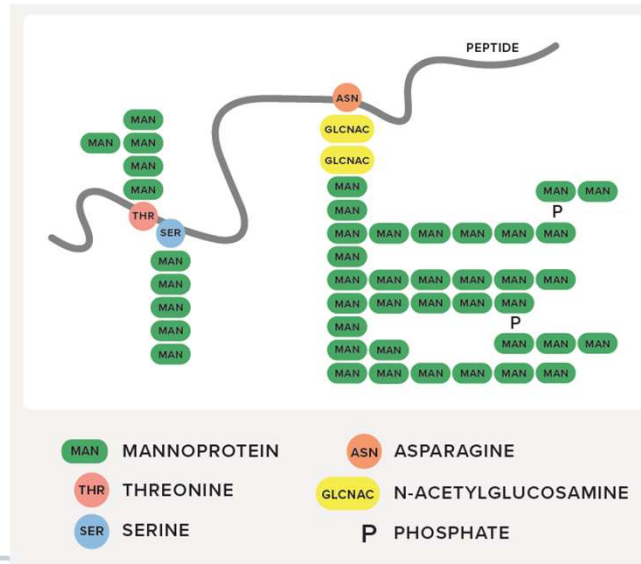 PEPTIDE
ASN
MAN GLCNAC
MAN MAN GLCNAC
MAN MAN
MAN MAN MAN MAN
THR MAN P
SER MAN MAN MAN MAN MAN MAN
MAN MAN
MAN MAN MAN MAN MAN MAN MAN
MAN MAN MAN MAN MAN MAN
MAN MAN P
MAN MAN MAN MAN MAN MAN
MAN MAN MAN MAN MAN MAN
MAN MANNOPROTEIN
THR THREONINE
SER SERINE
ASN ASPARAGINE
GLCNAC N-ACETYLGLUCOSAMINE
P PHOSPHATE